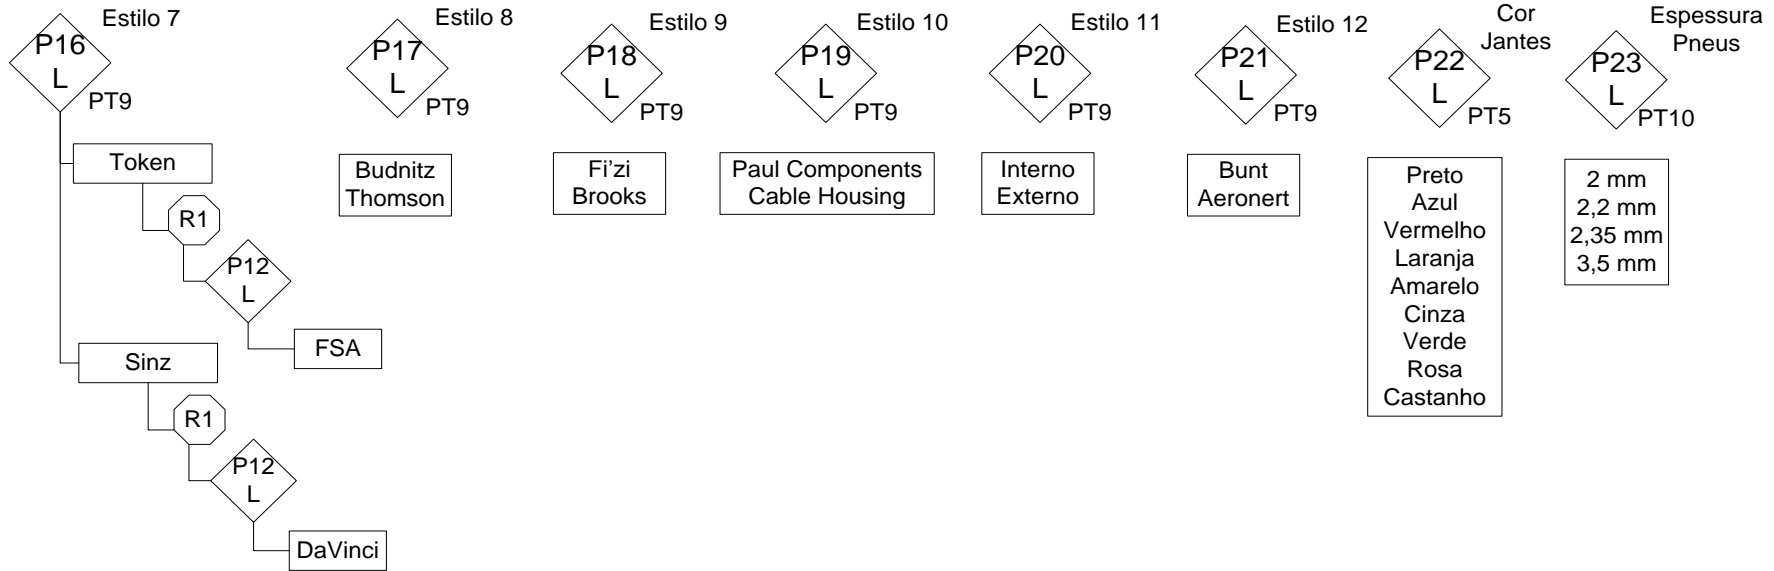 P16
L
Estilo 7
PT9
Token
R1
P12
L
FSA
Sinz
R1
P12
L
DaVinci
P17
L
Estilo 8
PT9
Budnitz
Thomson
P18
L
Estilo 9
PT9
Fi'zi
Brooks
P19
L
Estilo 10
PT9
Paul Components
Cable Housing
P20
L
Estilo 11
PT9
Interno
Externo
P21
L
Estilo 12
PT9
Bunt
Aeronert
P22
L
Cor
Jantes
PT5
Preto
Azul
Vermelho
Laranja
Amarelo
Cinza
Verde
Rosa
Castanho
P23
L
Espessura
Pneus
PT10
2 mm
2,2 mm
2,35 mm
3,5 mm